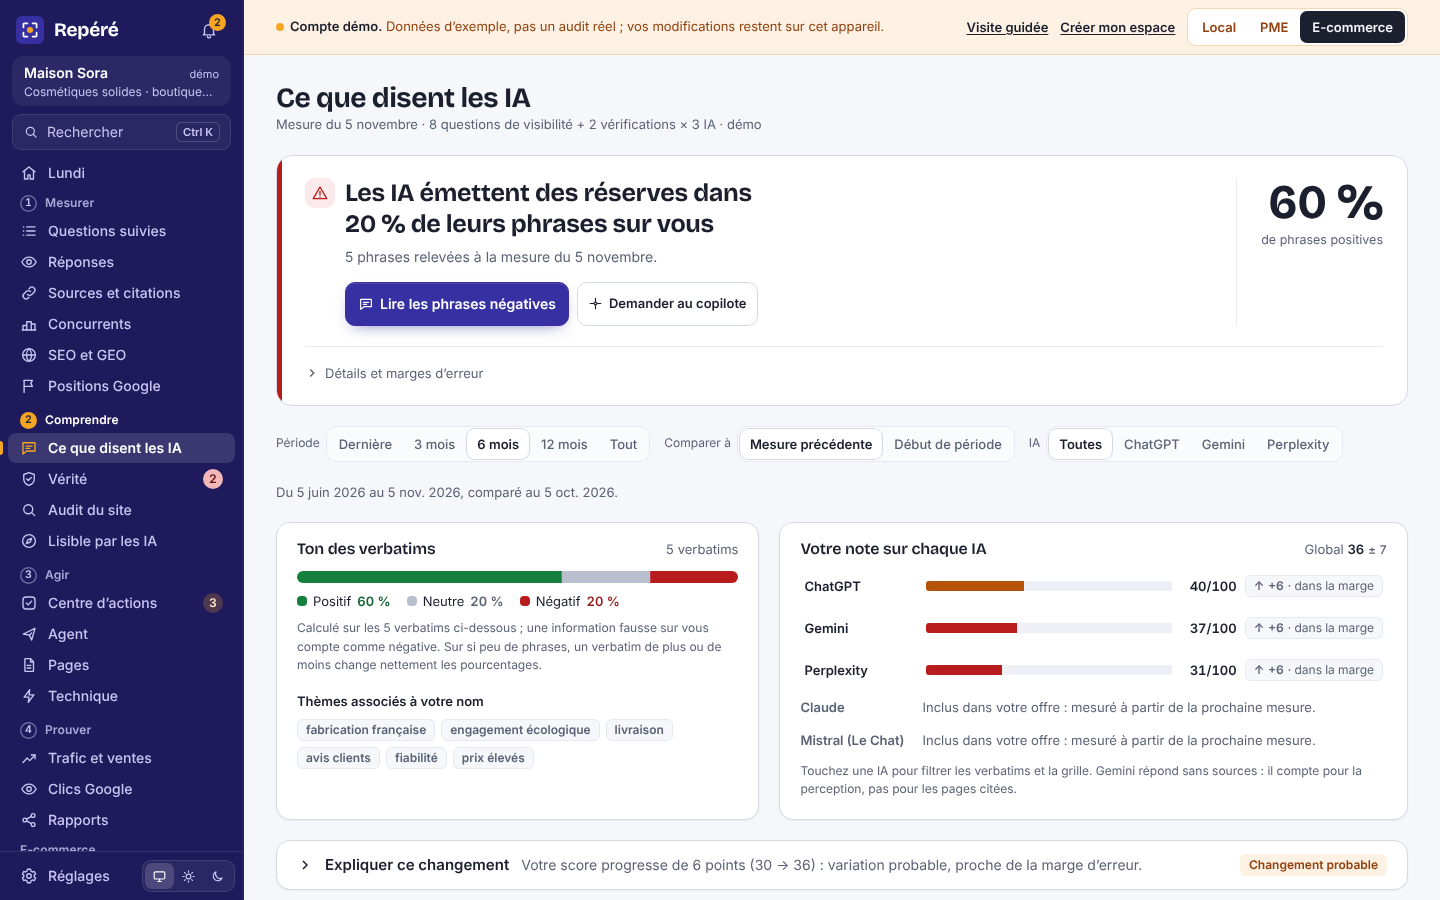 Repéré
2
Maison Sora
démo
Cosmétiques solides · boutique...
Rechercher
Ctrl K
Lundi
1 Mesurer
Questions suivies
Réponses
Sources et citations
Concurrents
SEO et GEO
Positions Google
2 Comprendre
Ce que disent les IA
Vérité
2
Audit du site
Lisible par les IA
3 Agir
Centre d’actions
3
Agent
Pages
Technique
4 Prouver
Trafic et ventes
Clics Google
Rapports
E-commerce
Réglages
Compte démo. Données d’exemple, pas un audit réel ; vos modifications restent sur cet appareil.
Visite guidée
Créer mon espace
Local
PME
E-commerce
Ce que disent les IA
Mesure du 5 novembre · 8 questions de visibilité + 2 vérifications × 3 IA · démo
Les IA émettent des réserves dans
20 % de leurs phrases sur vous
5 phrases relevées à la mesure du 5 novembre.
Lire les phrases négatives
Demander au copilote
60 %
de phrases positives
Détails et marges d’erreur
Période
Dernière
3 mois
6 mois
12 mois
Tout
Comparer à
Mesure précédente
Début de période
IA
Toutes
ChatGPT
Gemini
Perplexity
Du 5 juin 2026 au 5 nov. 2026, comparé au 5 oct. 2026.
Ton des verbatims
5 verbatims
Positif 60 %
Neutre 20 %
Négatif 20 %
Calculé sur les 5 verbatims ci-dessous ; une information fausse sur vous
compte comme négative. Sur si peu de phrases, un verbatim de plus ou de
moins change nettement les pourcentages.
Thèmes associés à votre nom
fabrication française
engagement écologique
livraison
avis clients
fiabilité
prix élevés
Votre note sur chaque IA
Global 36 ± 7
ChatGPT
40/100
↑ +6 · dans la marge
Gemini
37/100
↑ +6 · dans la marge
Perplexity
31/100
↑ +6 · dans la marge
Claude
Inclus dans votre offre : mesuré à partir de la prochaine mesure.
Mistral (Le Chat)
Inclus dans votre offre : mesuré à partir de la prochaine mesure.
Touchez une IA pour filtrer les verbatims et la grille. Gemini répond sans sources : il compte pour la
perception, pas pour les pages citées.
Expliquer ce changement
Votre score progresse de 6 points (30 → 36) : variation probable, proche de la marge d’erreur.
Changement probable